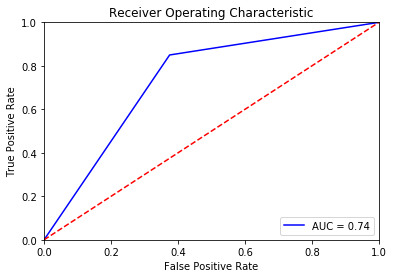 Receiver Operating Characteristic
True Positive Rate
1.0
0.8
0.6
0.4
0.2
0.0
AUC = 0.74
0.0 0.2 0.4 0.6 0.8 1.0
False Positive Rate